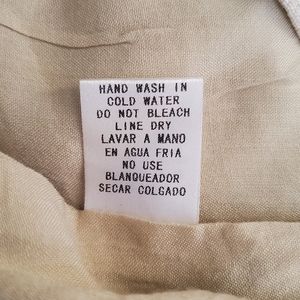 HAND WASH IN
COLD WATER
DO NOT BLEACH
LINE DRY
LAVAR A MANO
EN AGUA FRIA
NO USE
BLANQUEADOR
SECAR COLGADO